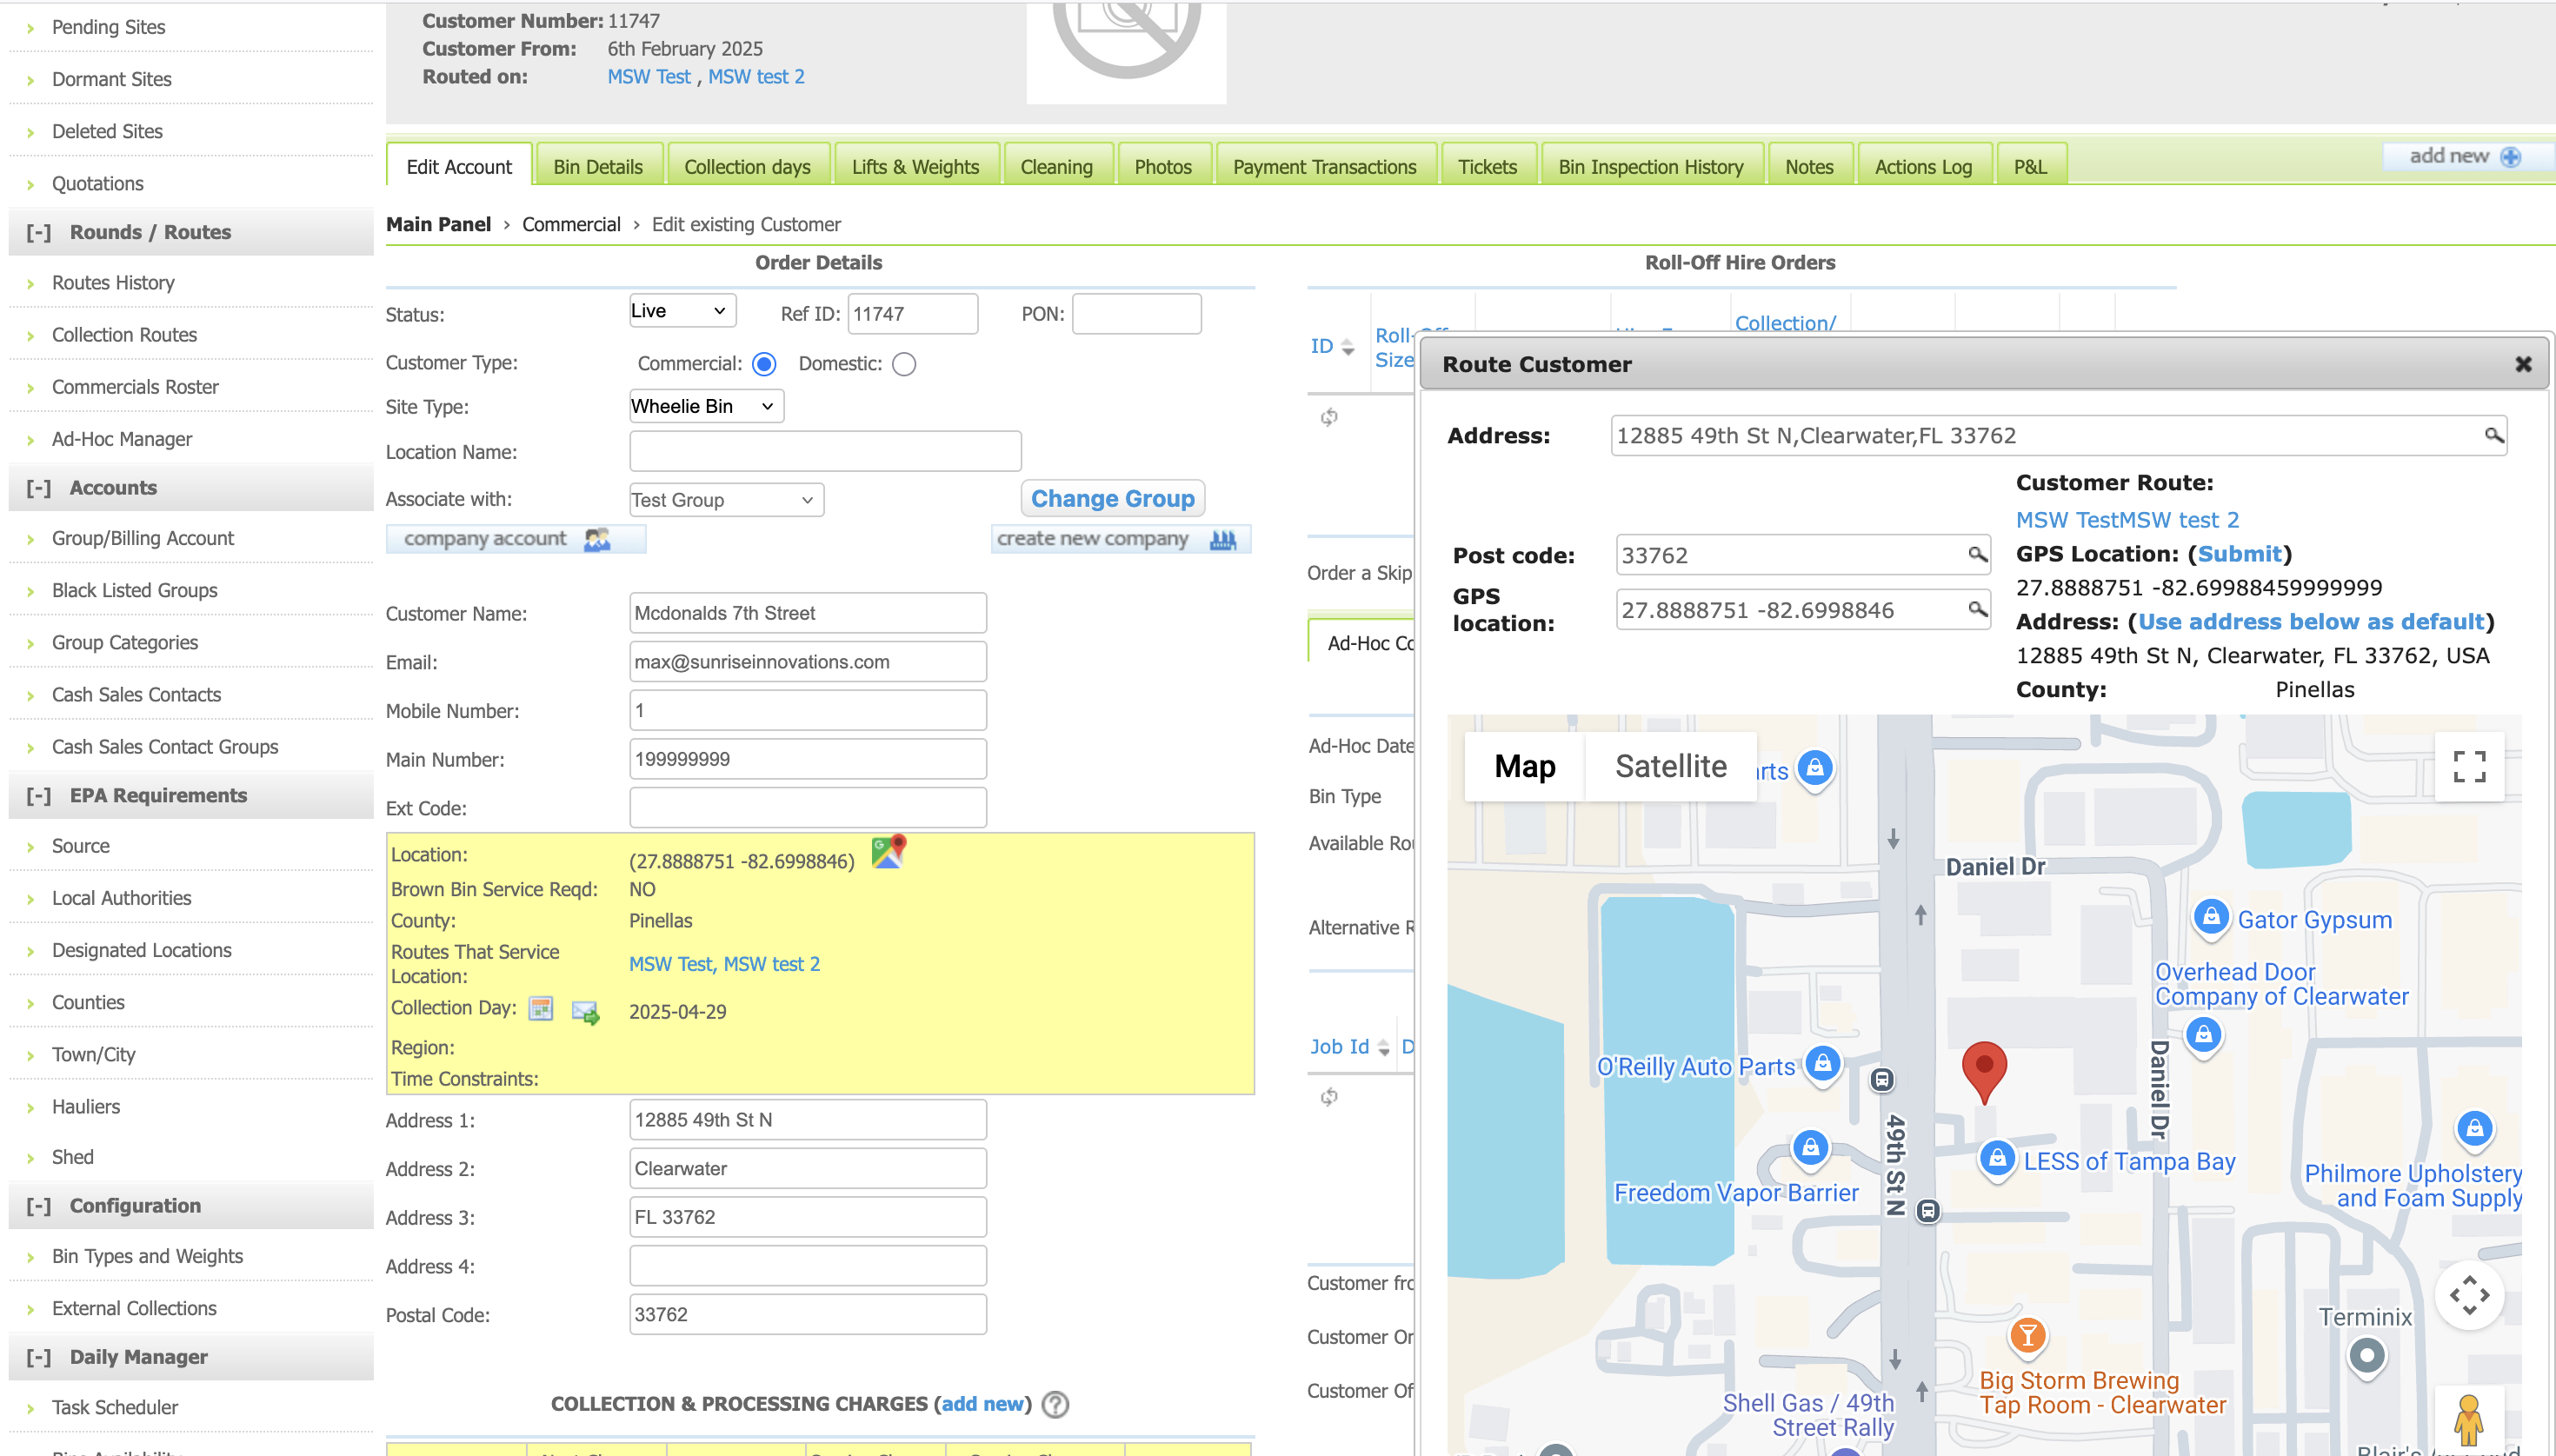 Pending Sites
Dormant Sites
Deleted Sites
Quotations
[-] Rounds / Routes
Routes History
Collection Routes
Commercials Roster
Ad-Hoc Manager
[-] Accounts
Group/Billing Account
Black Listed Groups
Group Categories
Cash Sales Contacts
Cash Sales Contact Groups
[-] EPA Requirements
Source
Local Authorities
Designated Locations
Counties
Town/City
Hauliers
Shed
[-] Configuration
Bin Types and Weights
External Collections
[-] Daily Manager
Task Scheduler
Customer Number: 11747
Customer From: 6th February 2025
Routed on: MSW Test , MSW test 2
Edit Account Bin Details Collection days Lifts & Weights Cleaning Photos Payment Transactions Tickets Bin Inspection History Notes Actions Log P&L add new
Main Panel › Commercial › Edit existing Customer
Order Details
Status: Live Ref ID: 11747 PON:
Customer Type: Commercial: Domestic:
Site Type: Wheelie Bin
Location Name:
Associate with: Test Group Change Group
company account create new company
Customer Name: Mcdonalds 7th Street
Email: max@sunriseinnovations.com
Mobile Number: 1
Main Number: 199999999
Ext Code:
Location: (27.8888751 -82.6998846)
Brown Bin Service Reqd: NO
County: Pinellas
Routes That Service
Location: MSW Test, MSW test 2
Collection Day: 2025-04-29
Region:
Time Constraints:
Address 1: 12885 49th St N
Address 2: Clearwater
Address 3: FL 33762
Address 4:
Postal Code: 33762
COLLECTION & PROCESSING CHARGES (add new) ?
Roll-Off Hire Orders
ID
Roll-Off
Size
Collection/
Order a Skip
Ad-Hoc Co
Ad-Hoc Date
Bin Type
Available Rou
Alternative R
Job Id D
Customer fro
Customer Or
Customer Of
Route Customer
Address: 12885 49th St N,Clearwater,FL 33762
Post code: 33762
GPS
location: 27.8888751 -82.6998846
Customer Route:
MSW TestMSW test 2
GPS Location: (Submit)
27.8888751 -82.69988459999999
Address: (Use address below as default)
12885 49th St N, Clearwater, FL 33762, USA
County: Pinellas
Map Satellite
arts
Daniel Dr
Gator Gypsum
Overhead Door
Company of Clearwater
O'Reilly Auto Parts
Daniel Dr
49th St N
LESS of Tampa Bay
Freedom Vapor Barrier
Philmore Upholstery
and Foam Supply
Terminix
Big Storm Brewing
Tap Room - Clearwater
Shell Gas / 49th
Street Rally